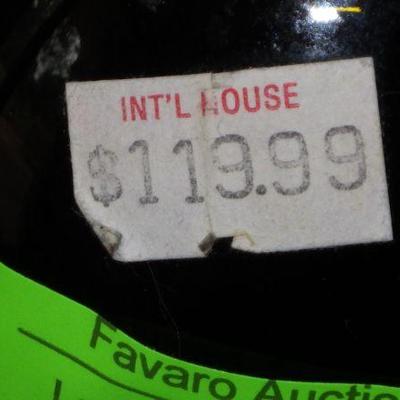 INT'L HOUSE
$119.99
Favaro Auctio